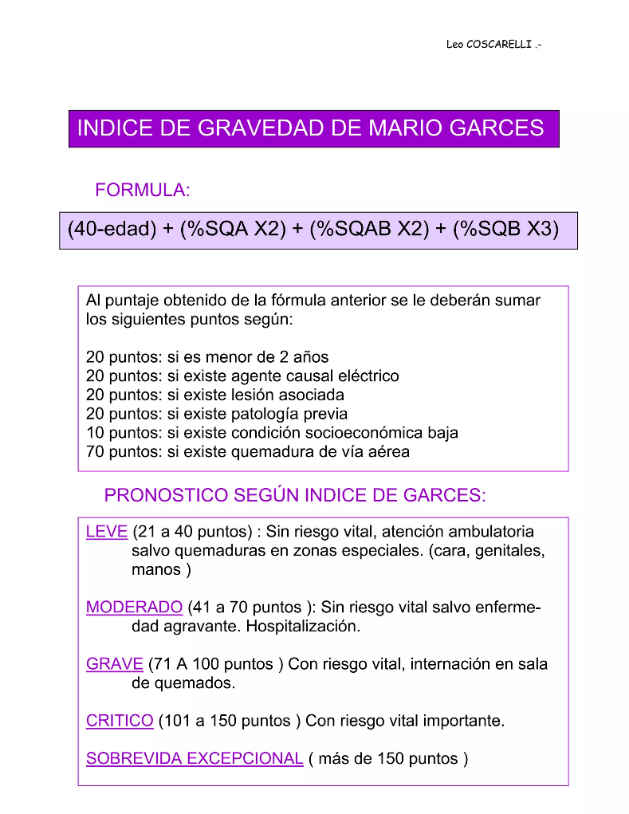 Leo COSCARELLI .-
INDICE DE GRAVEDAD DE MARIO GARCES
FORMULA:
(40-edad) + (%SQA X2) + (%SQAB X2) + (%SQB X3)
Al puntaje obtenido de la fórmula anterior se le deberán sumar
los siguientes puntos según:
20 puntos: si es menor de 2 años
20 puntos: si existe agente causal eléctrico
20 puntos: si existe lesión asociada
20 puntos: si existe patología previa
10 puntos: si existe condición socioeconómica baja
70 puntos: si existe quemadura de vía aérea
PRONOSTICO SEGÚN INDICE DE GARCES:
LEVE (21 a 40 puntos) : Sin riesgo vital, atención ambulatoria
salvo quemaduras en zonas especiales. (cara, genitales,
manos )
MODERADO (41 a 70 puntos ): Sin riesgo vital salvo enferme-
dad agravante. Hospitalización.
GRAVE (71 A 100 puntos ) Con riesgo vital, internación en sala
de quemados.
CRITICO (101 a 150 puntos ) Con riesgo vital importante.
SOBREVIDA EXCEPCIONAL ( más de 150 puntos )